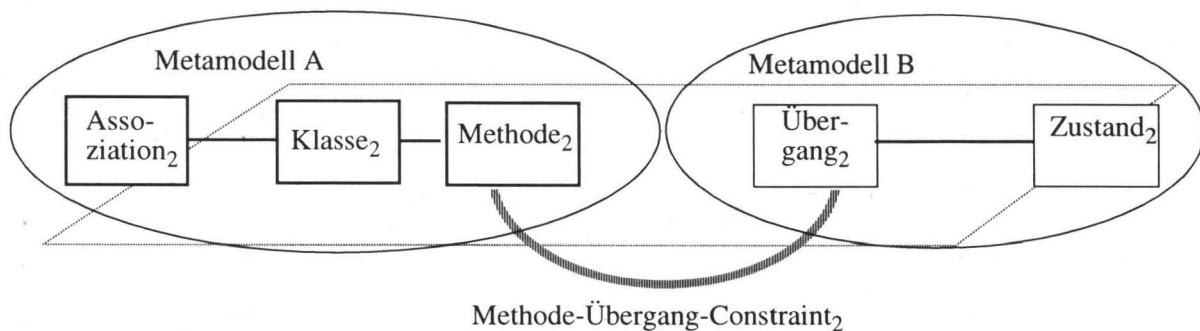 Metamodell A
Metamodell B
Asso-
ziation₂
Klasse₂
Methode₂
Über-
gang₂
Zustand₂
Methode-Übergang-Constraint₂